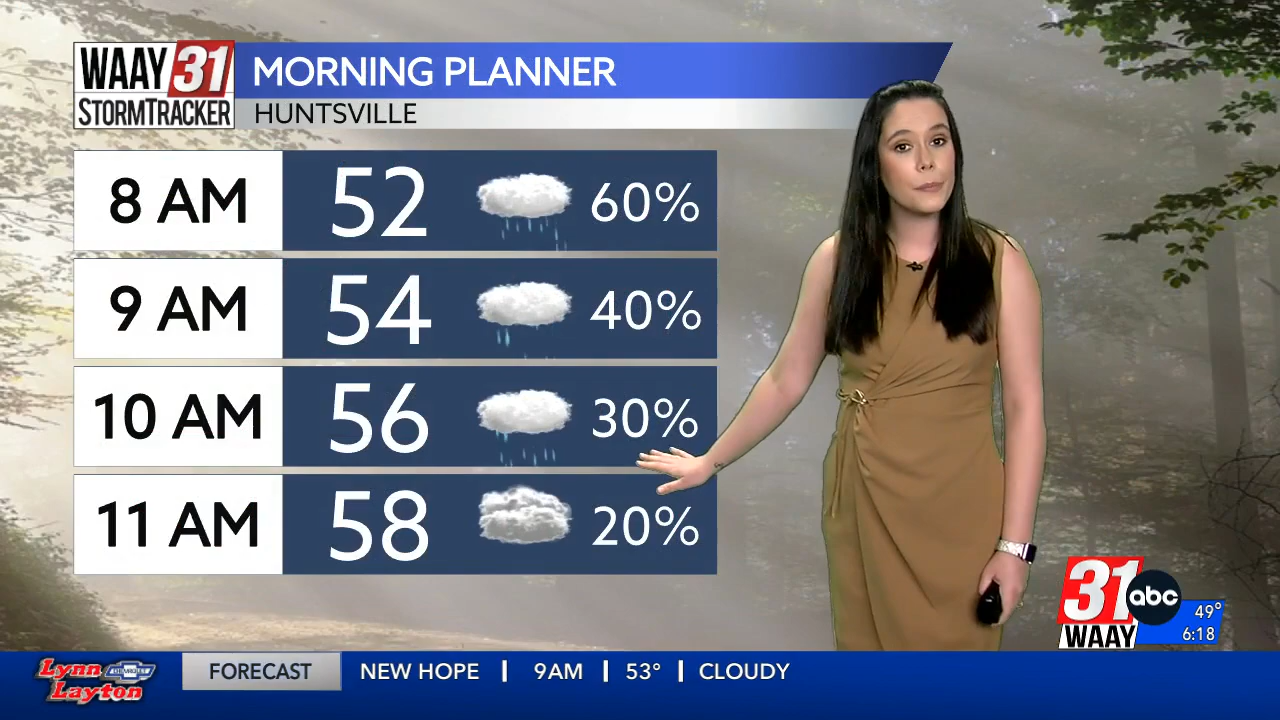 WAAY 31
STORMTRACKER
MORNING PLANNER
HUNTSVILLE
8 AM 52 60%
9 AM 54 40%
10 AM 56 30%
11 AM 58 20%
31 abc
WAAY
49°
6:18
Lynn CHEVROLET
Layton
FORECAST NEW HOPE | 9AM | 53° | CLOUDY